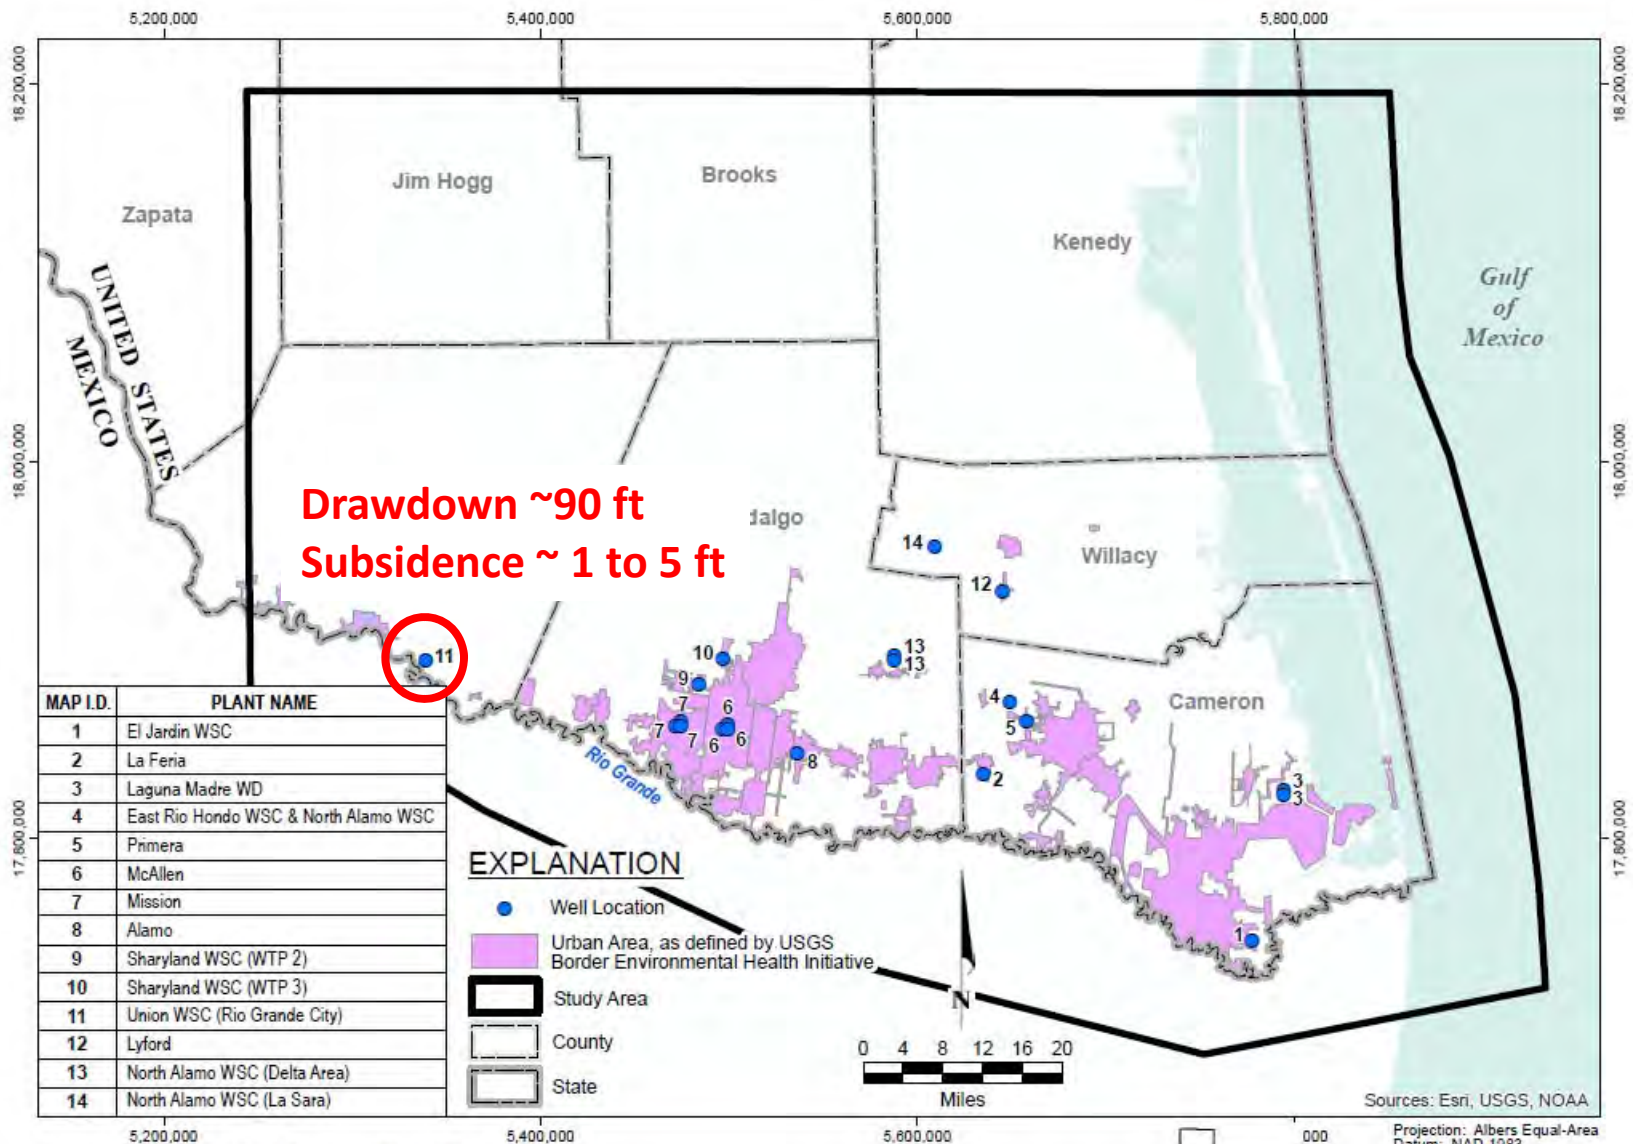 5,200,000 5,400,000 5,600,000 5,800,000
18,200,000 18,200,000
Jim Hogg
Brooks
Zapata
Kenedy
Gulf
of
Mexico
UNITED STATES
MEXICO
18,000,000 18,000,000
Drawdown ~90 ft
Subsidence ~ 1 to 5 ft
dalgo
Willacy
14
12
11
10
13
13
9
7
6
7 7 6 6
8
4
5
2
Cameron
3
3
1
Rio Grande
17,800,000 17,800,000
MAP I.D. PLANT NAME
1 El Jardin WSC
2 La Feria
3 Laguna Madre WD
4 East Rio Hondo WSC & North Alamo WSC
5 Primera
6 McAllen
7 Mission
8 Alamo
9 Sharyland WSC (WTP 2)
10 Sharyland WSC (WTP 3)
11 Union WSC (Rio Grande City)
12 Lyford
13 North Alamo WSC (Delta Area)
14 North Alamo WSC (La Sara)
EXPLANATION
Well Location
Urban Area, as defined by USGS
Border Environmental Health Initiative
Study Area
County
State
N
0 4 8 12 16 20
Miles
Sources: Esri, USGS, NOAA
5,200,000 5,400,000 5,600,000 000
Projection: Albers Equal-Area
Datum: NAD 1983